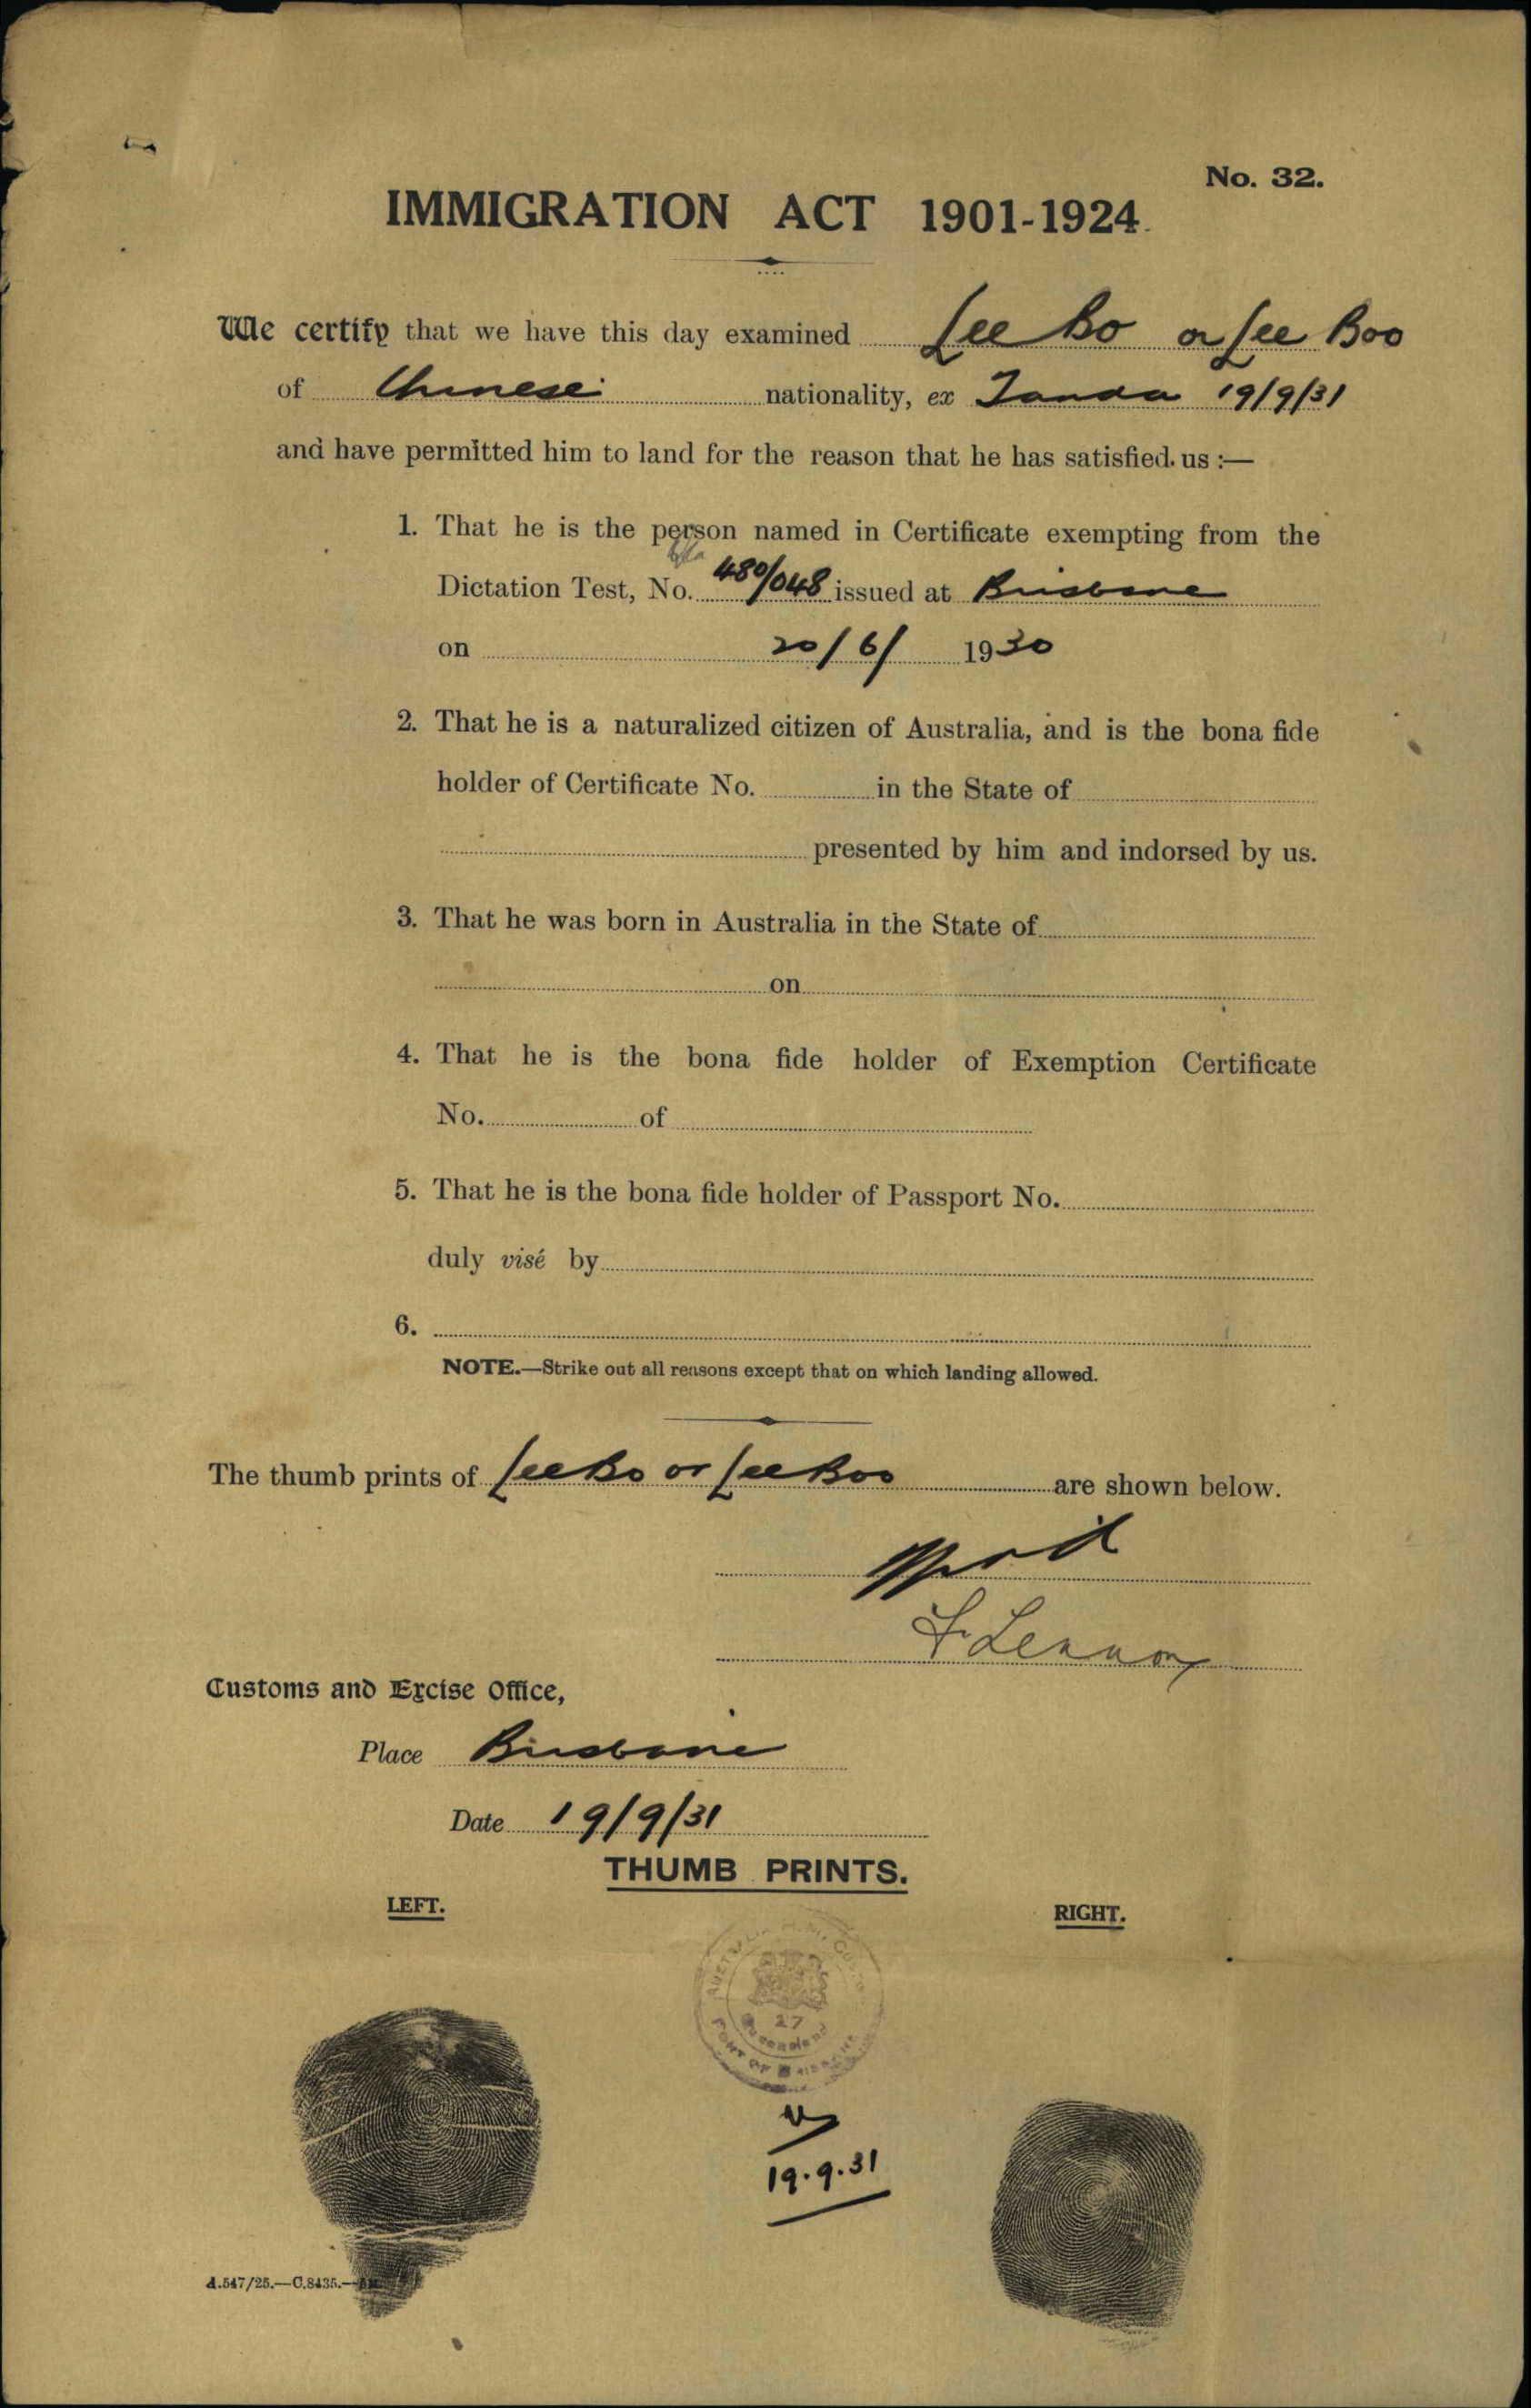 No. 32.
IMMIGRATION ACT 1901-1924.
We certify that we have this day examined Lee Bo or Lee Boo
of Chinese nationality, ex Tanda 19/9/31
and have permitted him to land for the reason that he has satisfied us :—
1. That he is the person named in Certificate exempting from the
Dictation Test, No. 480/048 issued at Brisbane
on 20/6/ 1930
2. That he is a naturalized citizen of Australia, and is the bona fide
holder of Certificate No. in the State of
presented by him and indorsed by us.
3. That he was born in Australia in the State of
on
4. That he is the bona fide holder of Exemption Certificate
No. of
5. That he is the bona fide holder of Passport No.
duly visé by
6.
NOTE.—Strike out all reasons except that on which landing allowed.
The thumb prints of Lee Bo or Lee Boo are shown below.
F. Lennon
Customs and Excise Office,
Place Brisbane
Date 19/9/31
THUMB PRINTS.
LEFT.
RIGHT.
27
Queensland
PORT OF BRISBANE
19.9.31
A.547/25.—C.8435.—